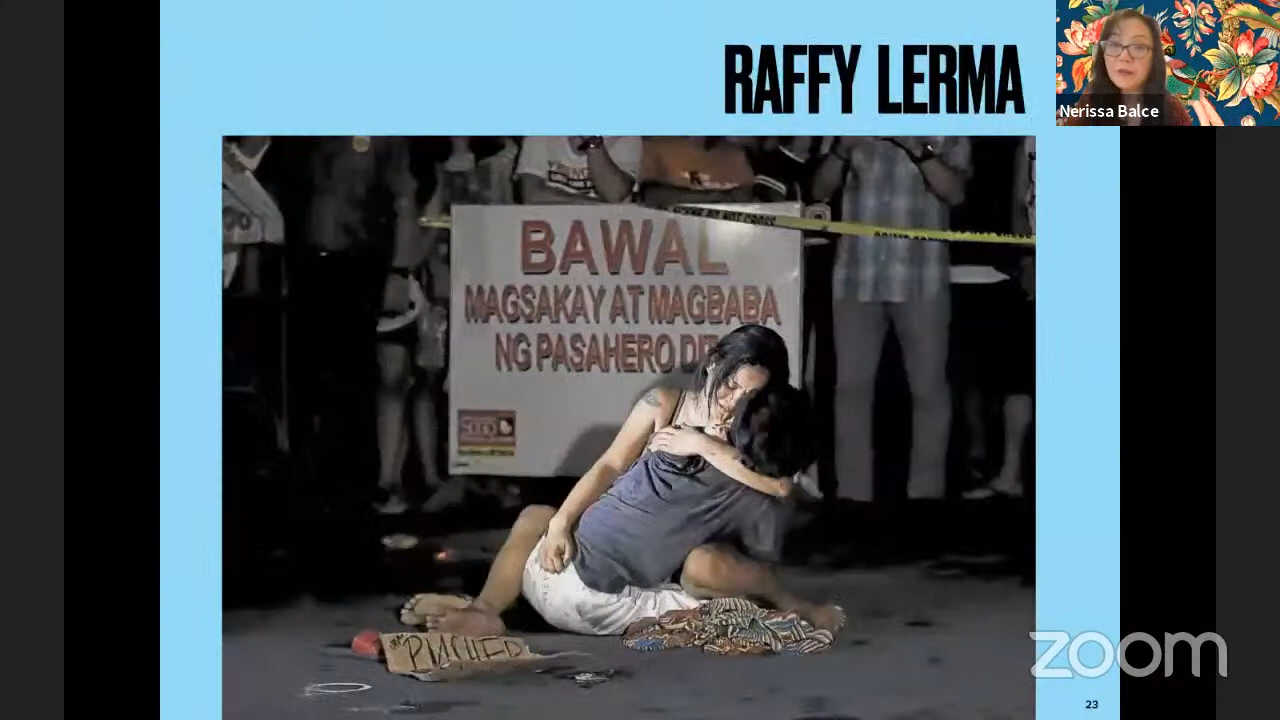 RAFFY LERMA
Nerissa Balce
BAWAL
MAGSAKAY AT MAGBABA
NG PASAHERO
PUSHER
zoom
23